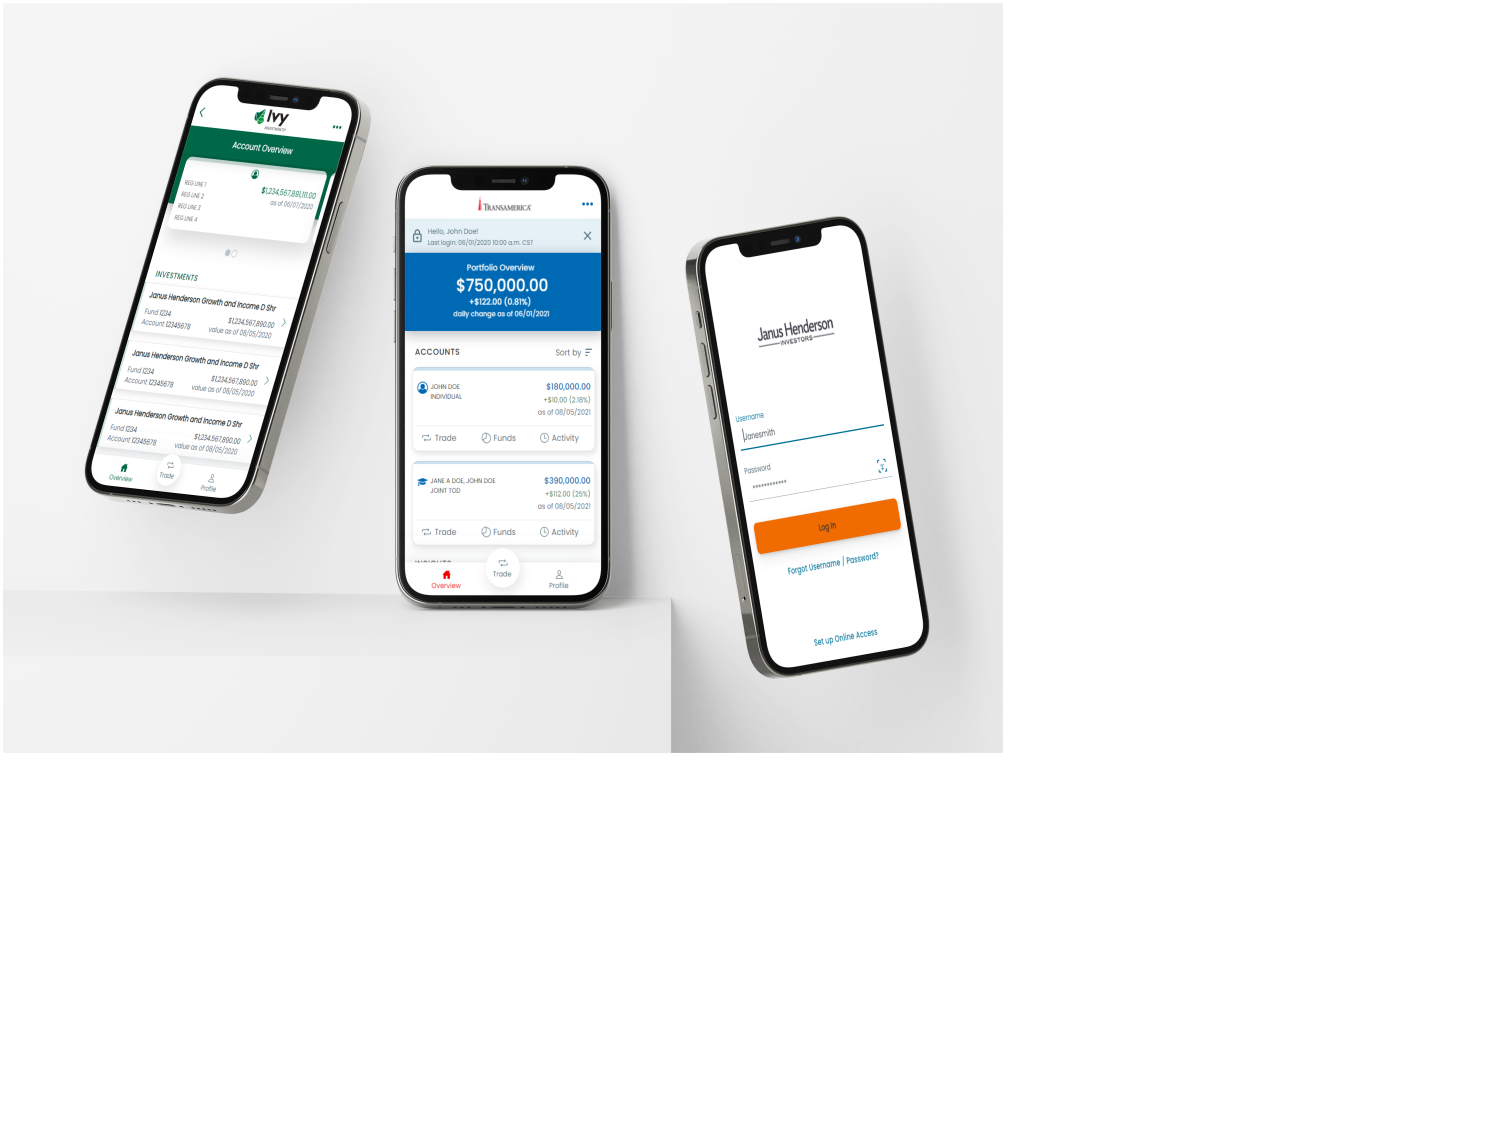 Ivy
INVESTMENTS
Account Overview
REG LINE 1
REG LINE 2
REG LINE 3
REG LINE 4
$1,234,567,891,111.00
as of 06/07/2020
INVESTMENTS
Janus Henderson Growth and Income D Shr
Fund 1234
Account 12345678
$1,234,567,890.00
value as of 08/05/2020
Janus Henderson Growth and Income D Shr
Fund 1234
Account 12345678
$1,234,567,890.00
value as of 08/05/2020
Janus Henderson Growth and Income D Shr
Fund 1234
Account 12345678
$1,234,567,890.00
value as of 08/05/2020
Overview
Trade
Profile
TRANSAMERICA
Hello, John Doe!
Last login: 06/01/2020 10:00 a.m. CST
Portfolio Overview
$750,000.00
+$122.00 (0.81%)
daily change as of 06/01/2021
ACCOUNTS
Sort by
JOHN DOE
INDIVIDUAL
$180,000.00
+$10.00 (2.18%)
as of 08/05/2021
Trade Funds Activity
JANE A DOE, JOHN DOE
JOINT TOD
$390,000.00
+$112.00 (25%)
as of 08/05/2021
Trade Funds Activity
Overview
Trade
Profile
Janus Henderson
INVESTORS
Username
Janesmith
Password
************
Log In
Forgot Username | Password?
Set up Online Access